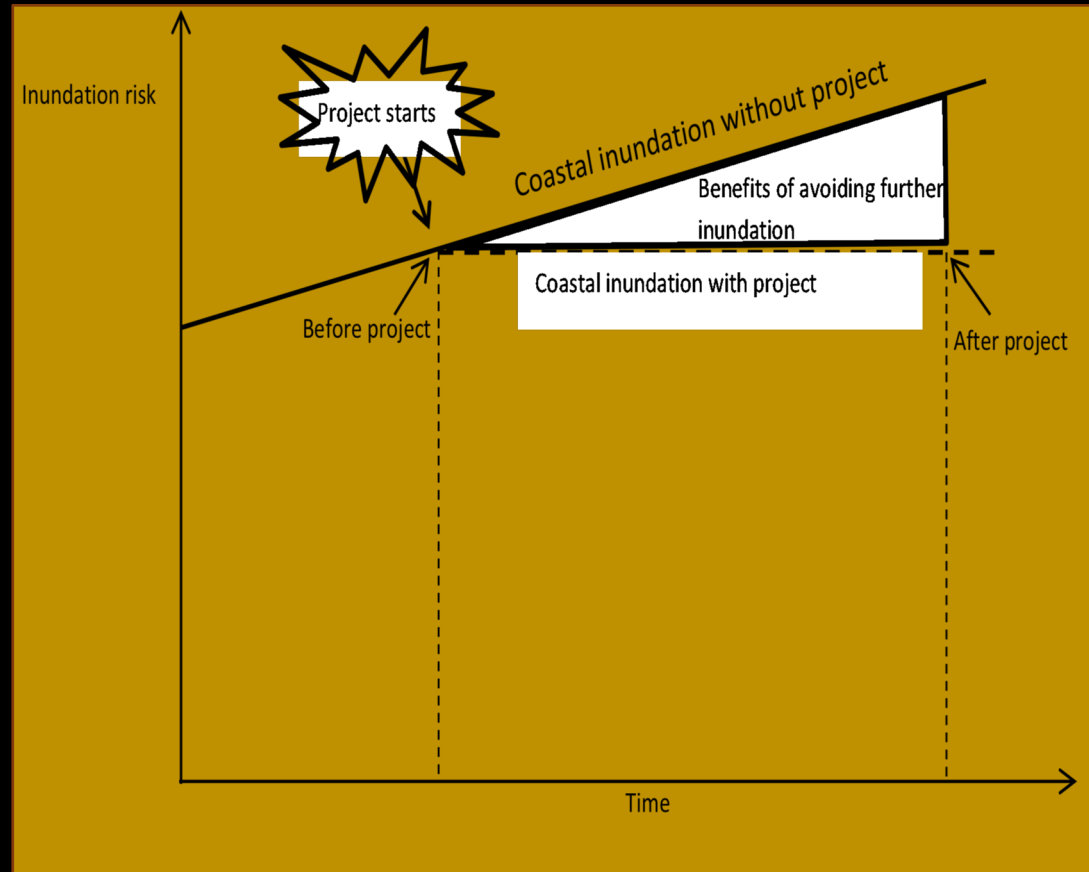 Inundation risk
Project starts
Coastal inundation without project
Benefits of avoiding further
inundation
Coastal inundation with project
Before project
After project
Time